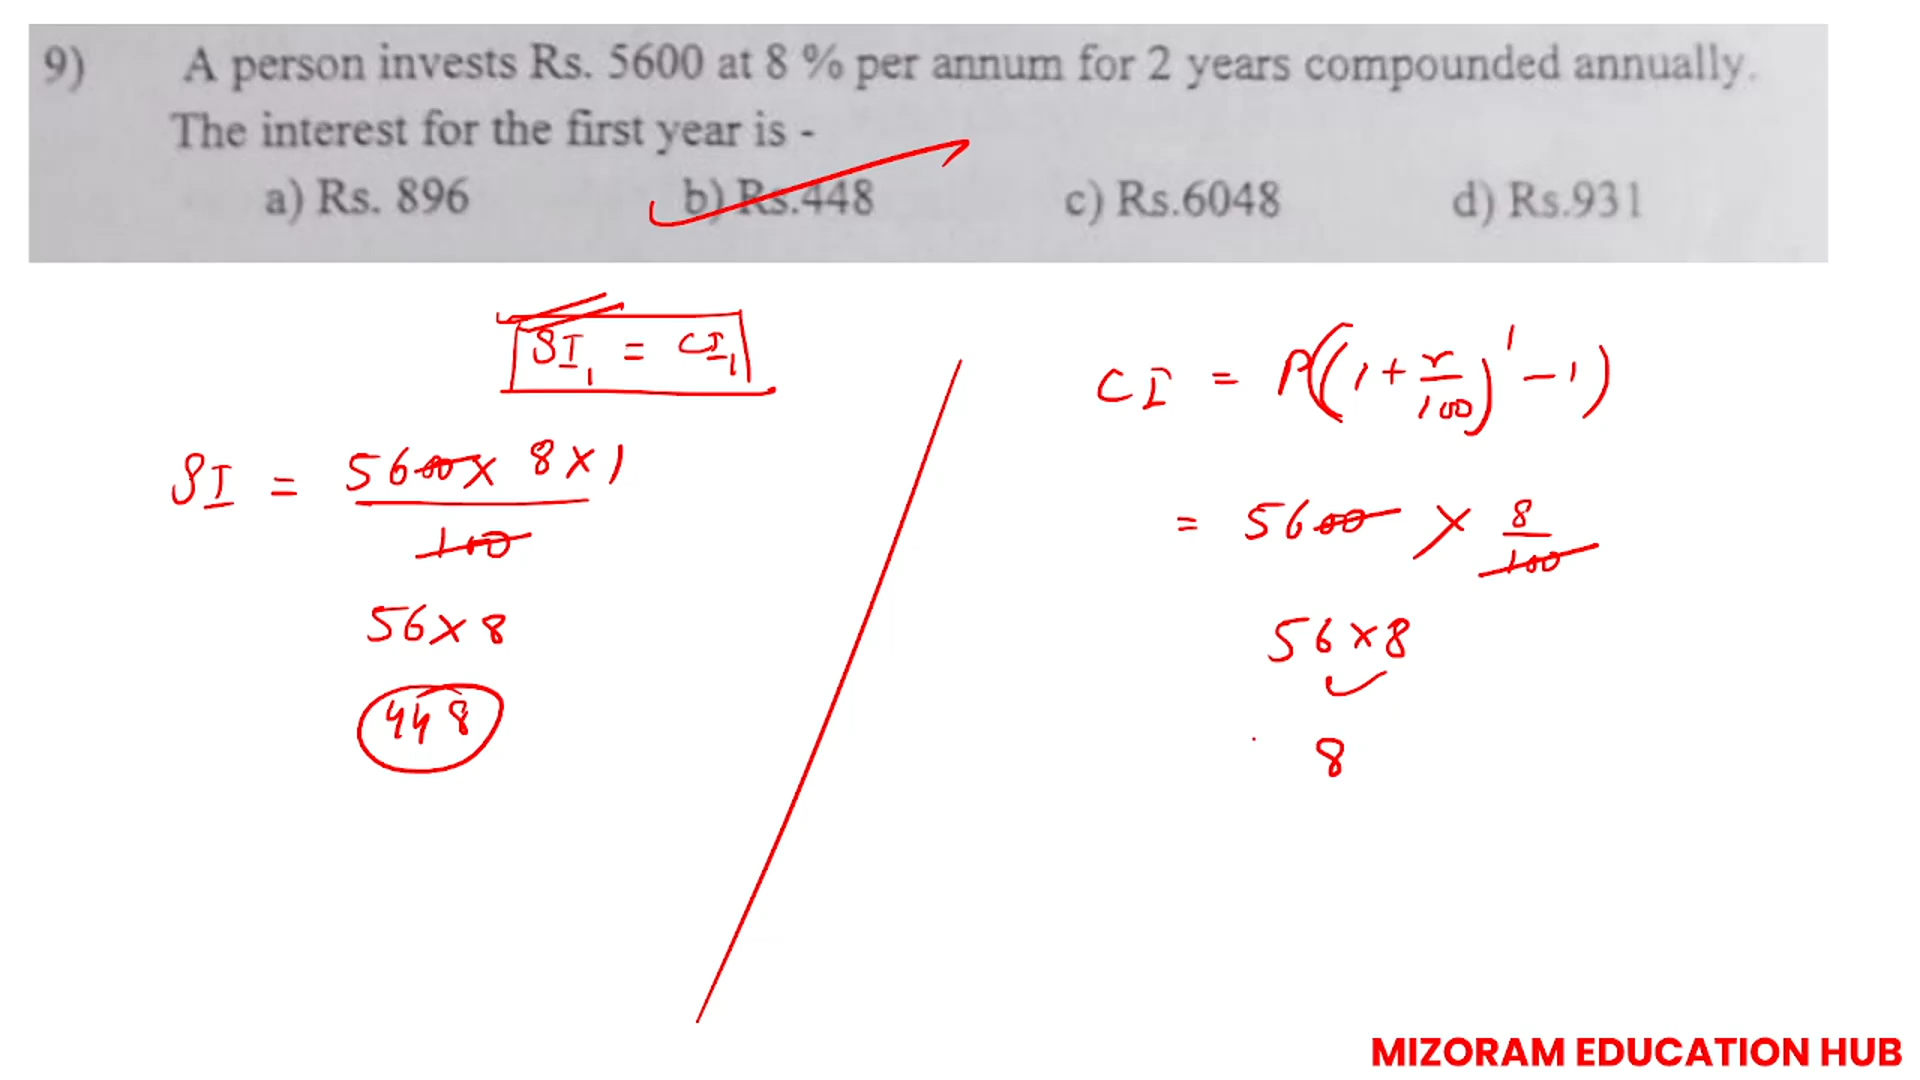 9) A person invests Rs. 5600 at 8 % per annum for 2 years compounded annually.
The interest for the first year is -
a) Rs. 896 b) Rs.448 c) Rs.6048 d) Rs.931
SI₁ = CI₁
SI = 5600 x 8 x 1
100
56 x 8
448
CI = P((1 + r/100)¹ - 1)
= 5600 x 8/100
56 x 8
8
MIZORAM EDUCATION HUB